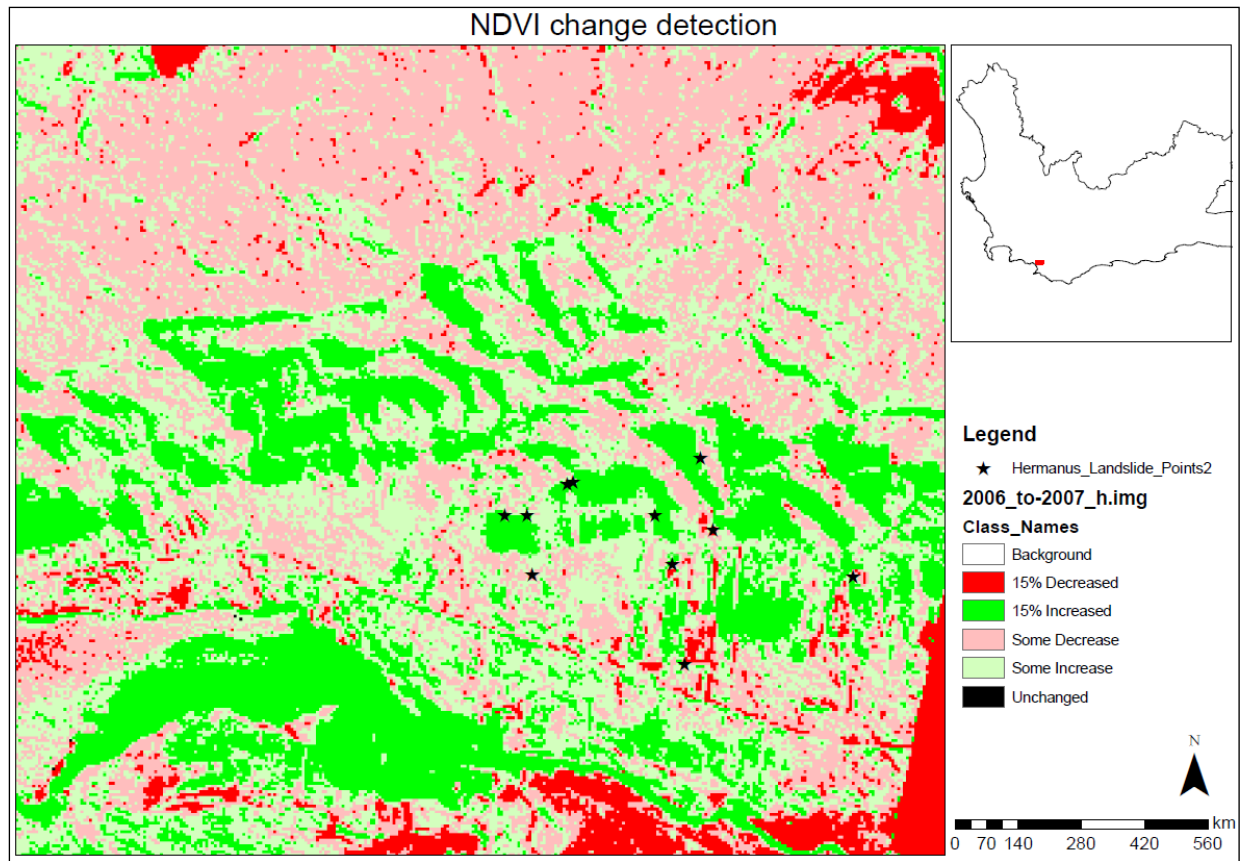 NDVI change detection
Legend
Hermanus_Landslide_Points2
2006_to-2007_h.img
Class_Names
Background
15% Decreased
15% Increased
Some Decrease
Some Increase
Unchanged
N
km
0 70 140 280 420 560